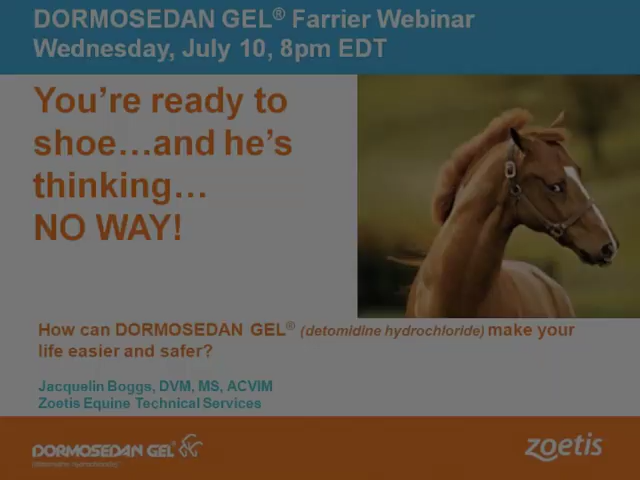 DORMOSEDAN GEL® Farrier Webinar
Wednesday, July 10, 8pm EDT
You're ready to
shoe…and he's
thinking…
NO WAY!
How can DORMOSEDAN GEL® (detomidine hydrochloride) make your
life easier and safer?
Jacquelin Boggs, DVM, MS, ACVIM
Zoetis Equine Technical Services
DORMOSEDAN GEL®
(detomidine hydrochloride)
zoetis